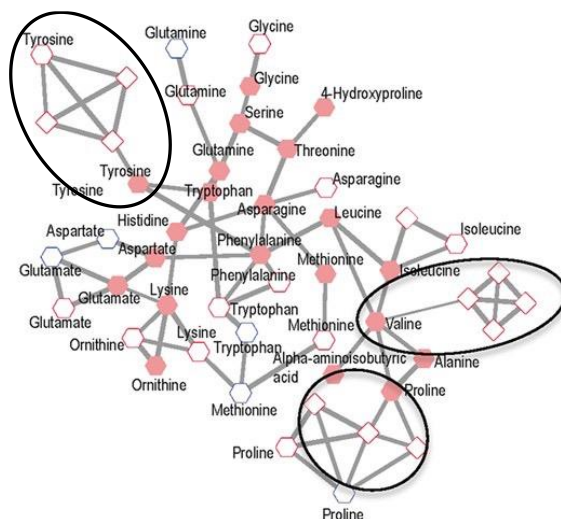 Tyrosine
Glutamine
Glycine
Glutamine
Glycine
4-Hydroxyproline
Serine
Threonine
Glutamine
Tyrosine
Tyrosine
Tryptophan
Asparagine
Asparagine
Histidine
Leucine
Aspartate
Aspartate
Phenylalanine
Isoleucine
Isoleucine
Glutamate
Phenylalanine
Methionine
Glutamate
Lysine
Glutamate
Tryptophan
Valine
Ornithine
Lysine
Tryptophan
Methionine
Alpha-aminoisobutyric
acid
Alanine
Ornithine
Methionine
Proline
Proline
Proline